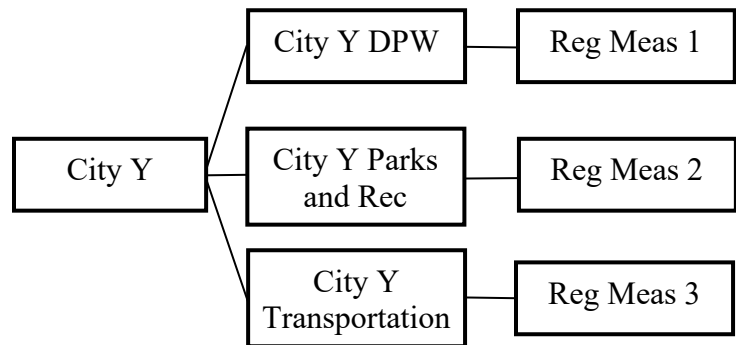 City Y
City Y DPW
Reg Meas 1
City Y Parks
and Rec
Reg Meas 2
City Y
Transportation
Reg Meas 3